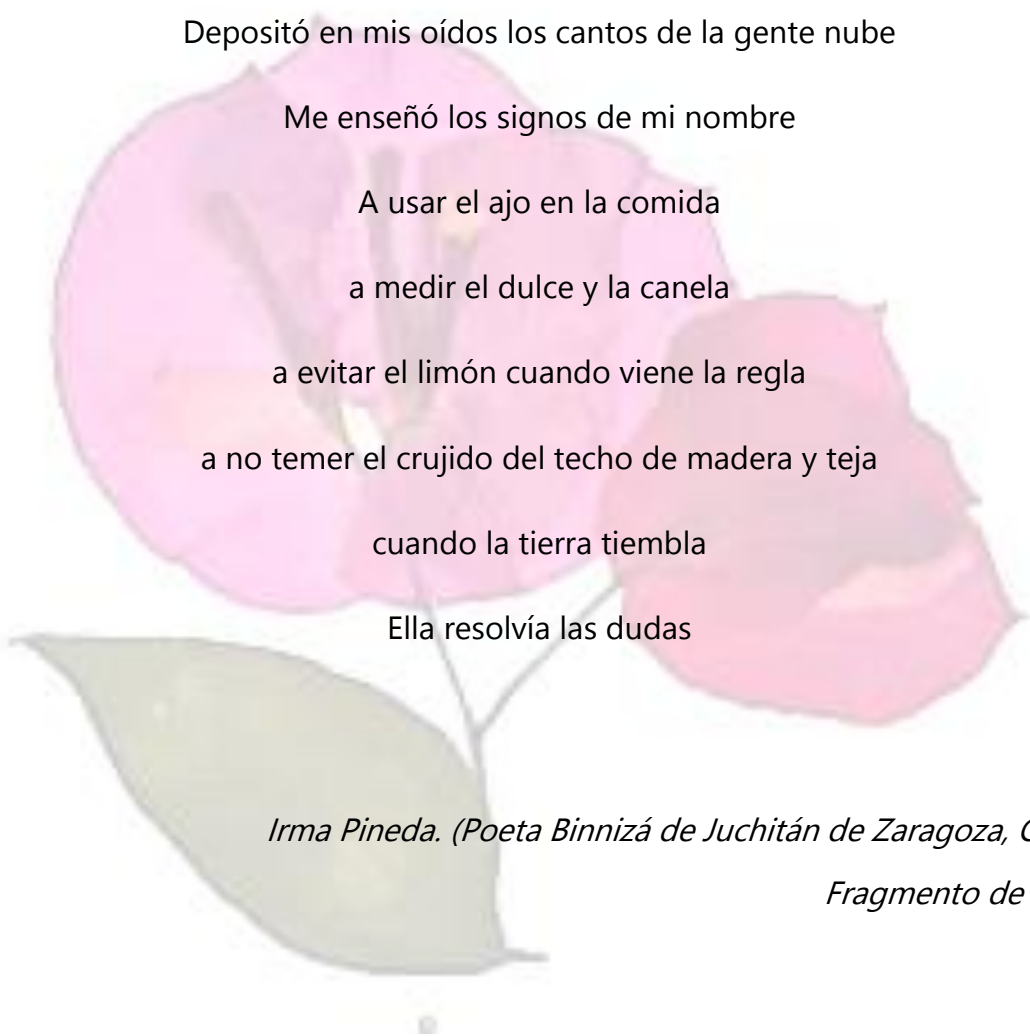 Depositó en mis oídos los cantos de la gente nube
Me enseñó los signos de mi nombre
A usar el ajo en la comida
a medir el dulce y la canela
a evitar el limón cuando viene la regla
a no temer el crujido del techo de madera y teja
cuando la tierra tiembla
Ella resolvía las dudas
Irma Pineda. (Poeta Binnizá de Juchitán de Zaragoza,
Fragmento de